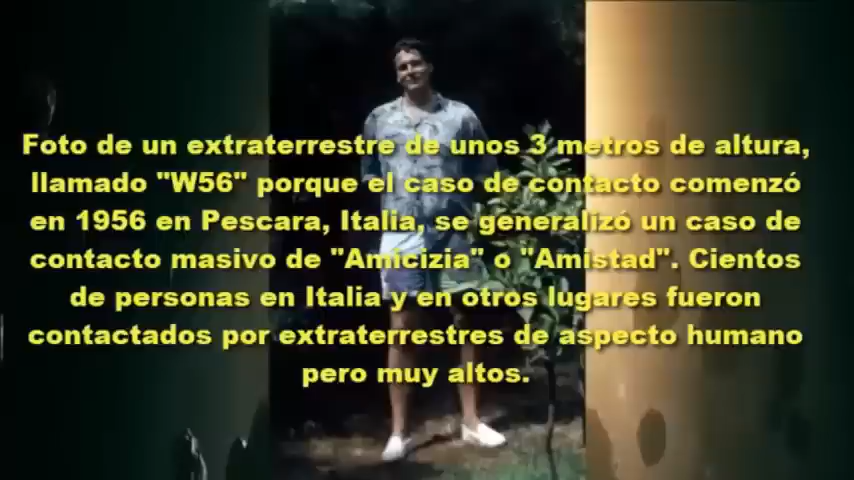 Foto de un extraterrestre de unos 3 metros de altura,
llamado "W56" porque el caso de contacto comenzó
en 1956 en Pescara, Italia, se generalizó un caso de
contacto masivo de "Amicizia" o "Amistad". Cientos
de personas en Italia y en otros lugares fueron
contactados por extraterrestres de aspecto humano
pero muy altos.